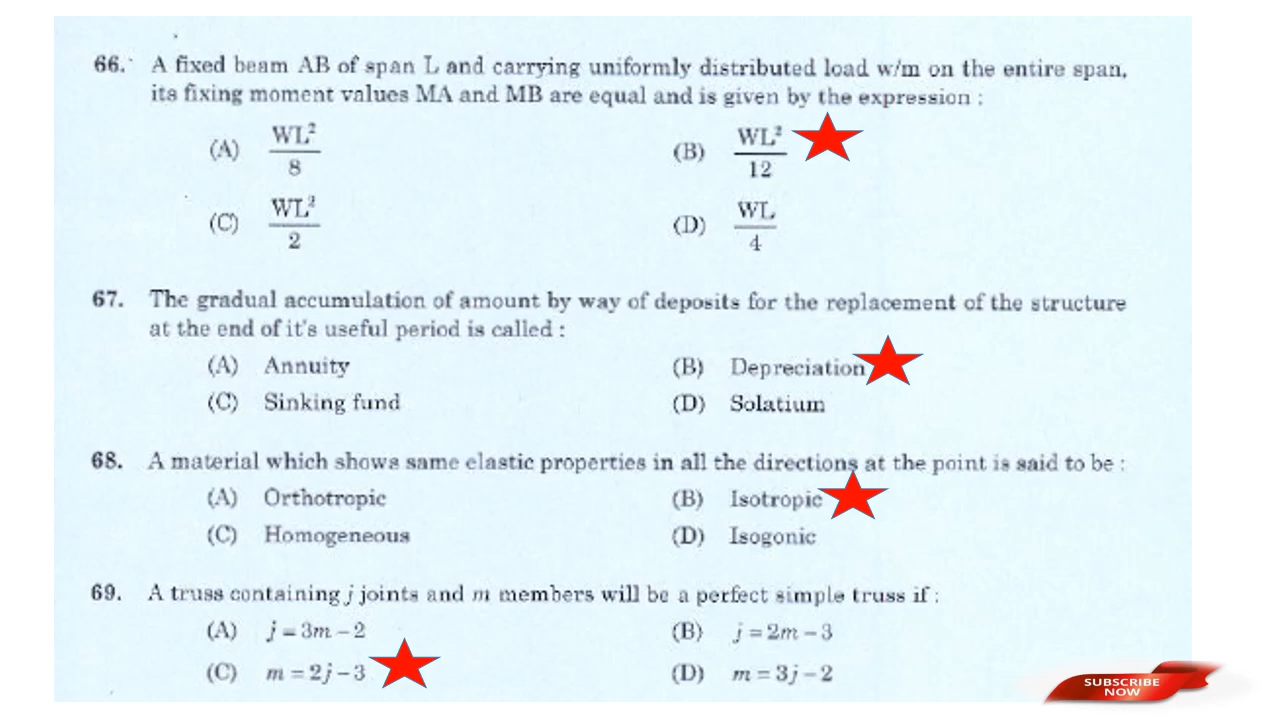 66. A fixed beam AB of span L and carrying uniformly distributed load w/m on the entire span,
its fixing moment values MA and MB are equal and is given by the expression :
(A) WL²/8 (B) WL²/12
(C) WL²/2 (D) WL/4
67. The gradual accumulation of amount by way of deposits for the replacement of the structure
at the end of it's useful period is called :
(A) Annuity (B) Depreciation
(C) Sinking fund (D) Solatium
68. A material which shows same elastic properties in all the directions at the point is said to be :
(A) Orthotropic (B) Isotropic
(C) Homogeneous (D) Isogonic
69. A truss containing j joints and m members will be a perfect simple truss if :
(A) j = 3m – 2 (B) j = 2m – 3
(C) m = 2j – 3 (D) m = 3j – 2
SUBSCRIBE
NOW